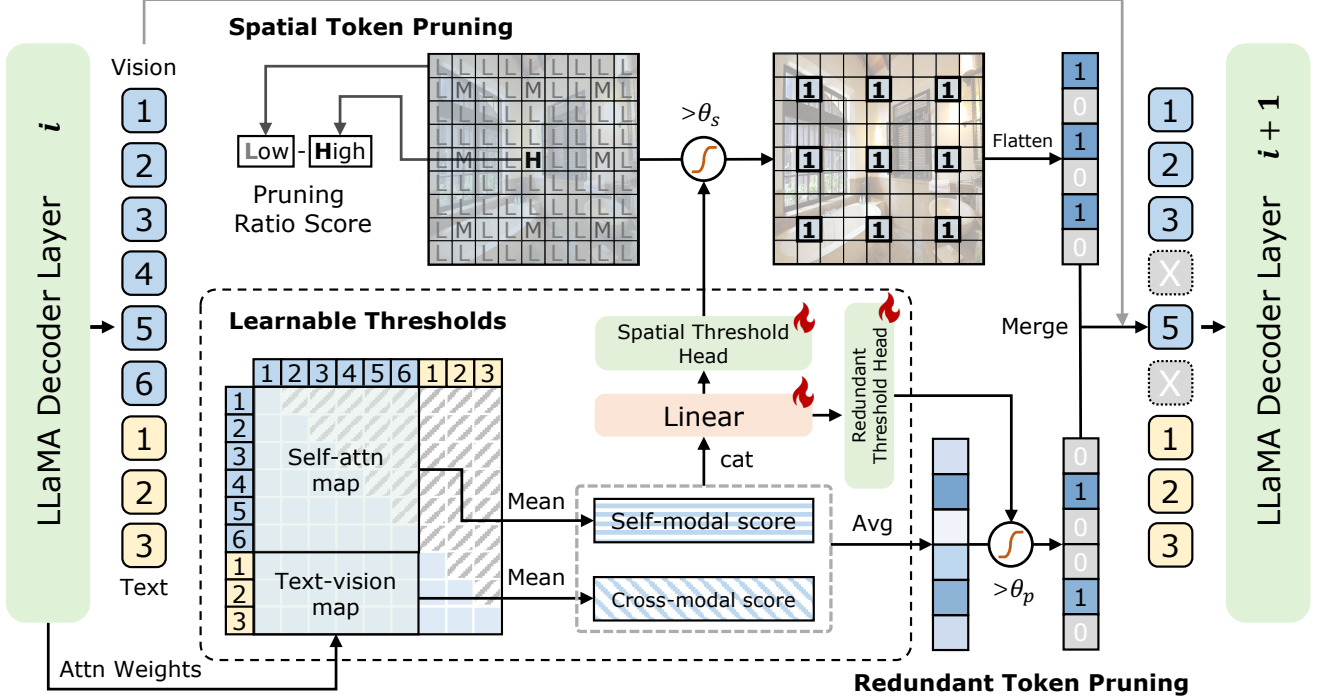 Spatial Token Pruning
Vision
LLaMA Decoder Layer i
1
2
3
4
5
6
1
2
3
Text
Attn Weights
Low - High
Pruning
Ratio Score
L L L L L L L L L
L M L L M L L M L
L L L L L L L L L
L L L L L L L L L
L M L L H L L M L
L L L L L L L L L
L L L L L L L L L
L M L L M L L M L
L L L L L L L L L
>θs
1 1 1
1 1 1
1 1 1
Flatten
1
0
1
0
1
0
Merge
Learnable Thresholds
1 2 3 4 5 6 1 2 3
1
2
3
4
5
6
1
2
3
Self-attn
map
Text-vision
map
Mean
Mean
Self-modal score
Cross-modal score
cat
Linear
Spatial Threshold
Head
Redundant
Threshold Head
Avg
>θp
0
1
0
0
1
0
Redundant Token Pruning
1
2
3
X
5
X
1
2
3
LLaMA Decoder Layer i + 1